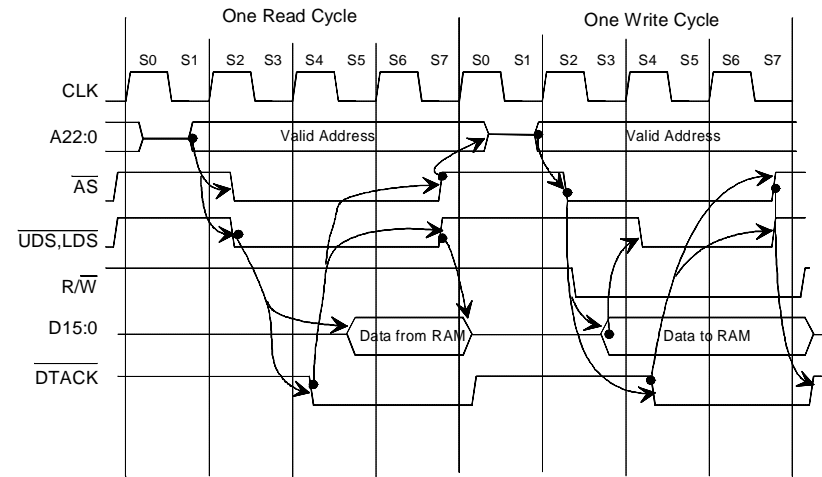 One Read Cycle One Write Cycle
S0 S1 S2 S3 S4 S5 S6 S7 S0 S1 S2 S3 S4 S5 S6 S7
CLK
A22:0 Valid Address Valid Address
AS
UDS,LDS
R/W
D15:0 Data from RAM Data to RAM
DTACK